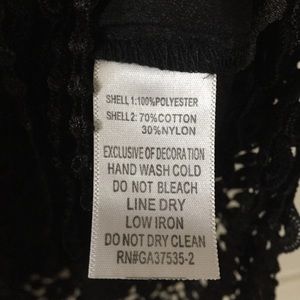 SHELL 1:100%POLYESTER
SHELL 2: 70%COTTON
30%NYLON
EXCLUSIVE OF DECORATION
HAND WASH COLD
DO NOT BLEACH
LINE DRY
LOW IRON
DO NOT DRY CLEAN
RN#GA37535-2